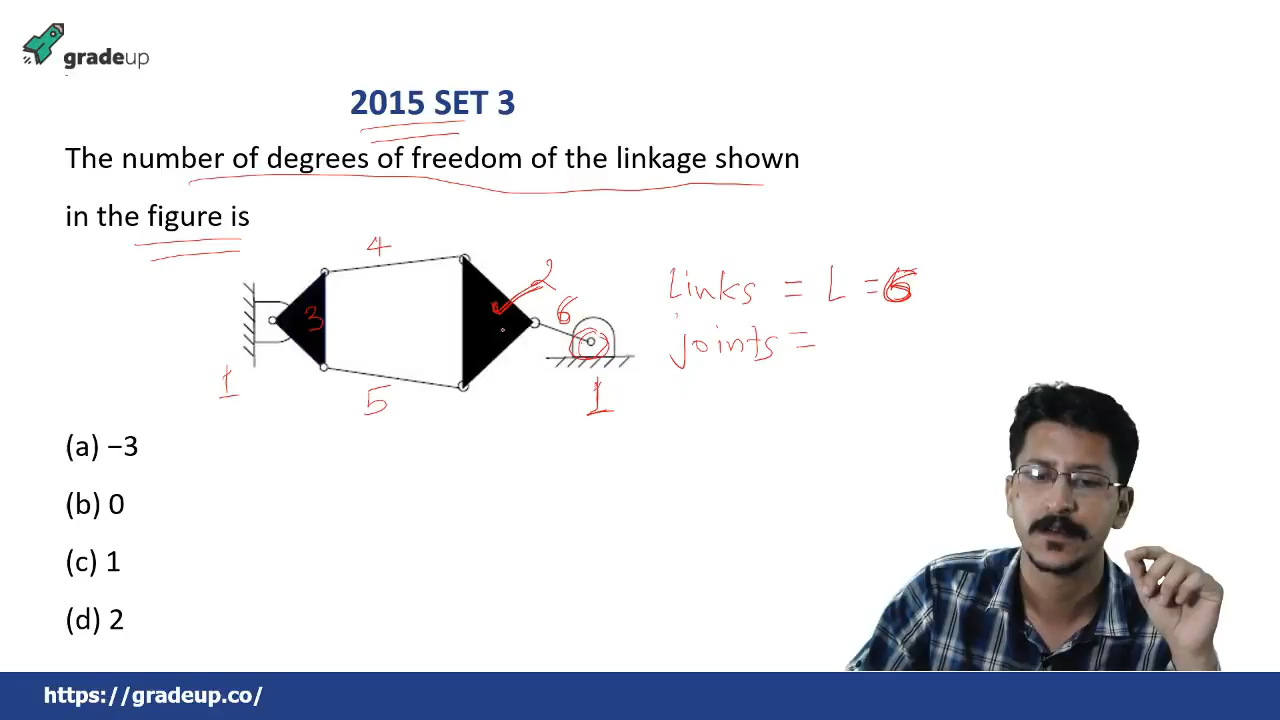 gradeup
2015 SET 3
The number of degrees of freedom of the linkage shown
in the figure is
4
2
3
6
Links = L = 6
joints =
1
5
1
(a) −3
(b) 0
(c) 1
(d) 2
https://gradeup.co/